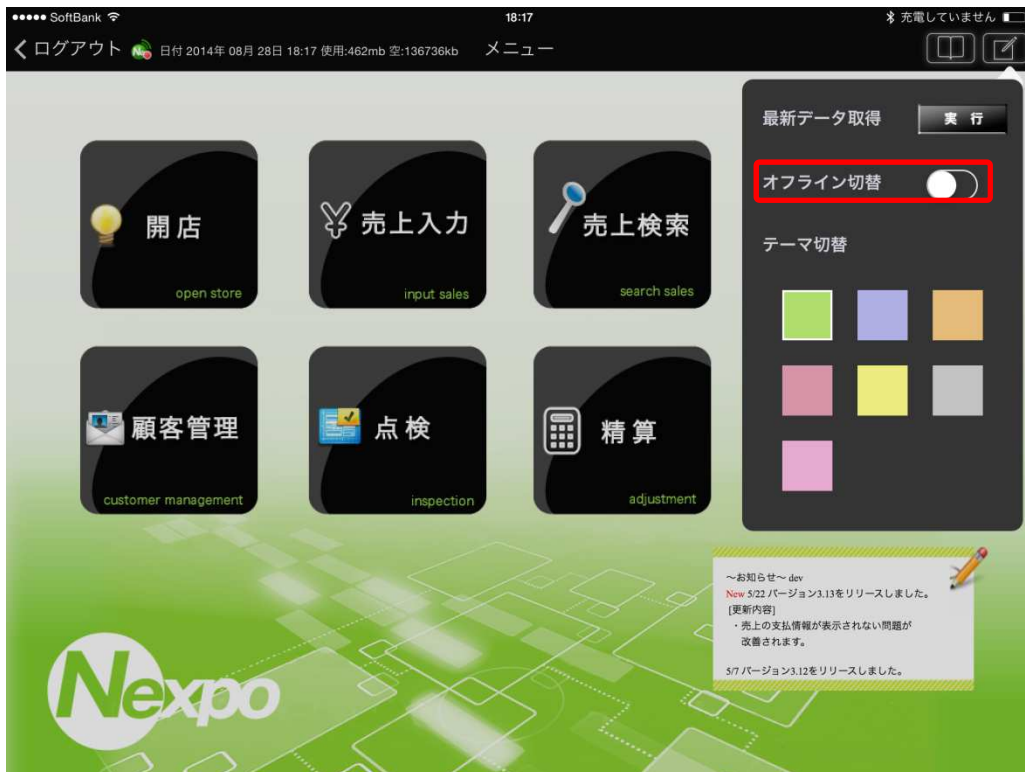 ●●●●● SoftBank 18:17 充電していません
ログアウト 日付 2014年 08月 28日 18:17 使用:462mb 空:136736kb メニュー
最新データ取得 実 行
オフライン切替
テーマ切替
開店
open store
売上入力
input sales
売上検索
search sales
顧客管理
customer management
点検
inspection
精算
adjustment
～お知らせ～ dev
New 5/22 バージョン3.13をリリースしました。
[更新内容]
・売上の支払情報が表示されない問題が
改善されます。
5/7 バージョン3.12をリリースしました。
Nexpo